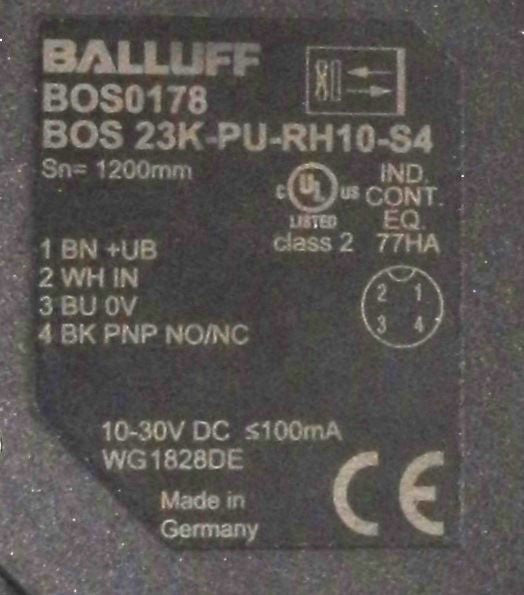 BALLUFF
BOS0178
BOS 23K-PU-RH10-S4
Sn= 1200mm
C UL US
LISTED
IND.
CONT.
EQ.
class 2 77HA
1 BN +UB
2 WH IN
3 BU 0V
4 BK PNP NO/NC
2 1
3 4
10-30V DC ≤100mA
WG1828DE
Made in
Germany
CE